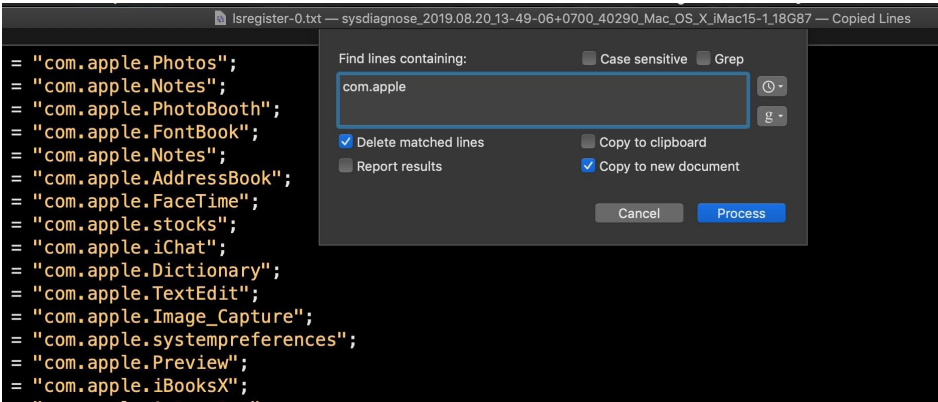 lsregister-0.txt — sysdiagnose_2019.08.20_13-49-06+0700_40290_Mac_OS_X_iMac15-1_18G87 — Copied Lines
Find lines containing:
Case sensitive
Grep
com.apple
g
Delete matched lines
Copy to clipboard
Report results
Copy to new document
Cancel
Process
= "com.apple.Photos";
= "com.apple.Notes";
= "com.apple.PhotoBooth";
= "com.apple.FontBook";
= "com.apple.Notes";
= "com.apple.AddressBook";
= "com.apple.FaceTime";
= "com.apple.stocks";
= "com.apple.iChat";
= "com.apple.Dictionary";
= "com.apple.TextEdit";
= "com.apple.Image_Capture";
= "com.apple.systempreferences";
= "com.apple.Preview";
= "com.apple.iBooksX";